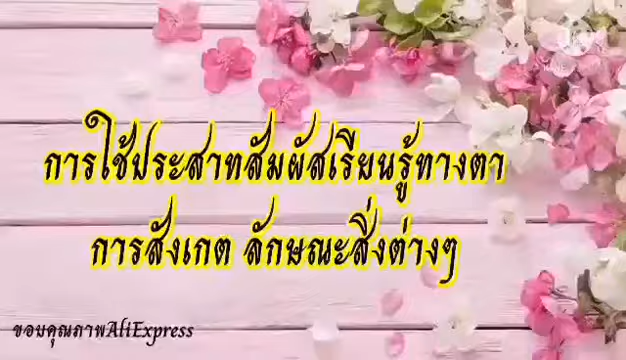 การใช้ประสาทสัมผัสเรียนรู้ทางตา
การสังเกต ลักษณะสิ่งต่างๆ
ขอบคุณภาพAliExpress